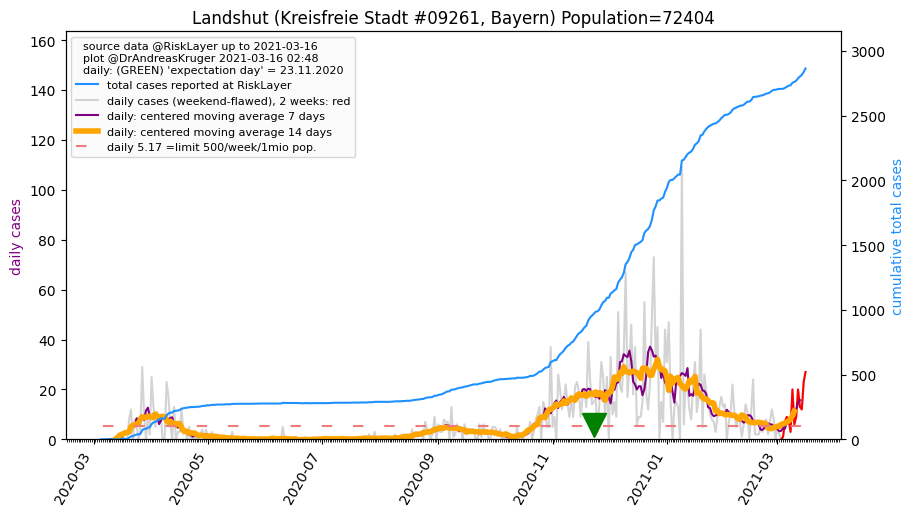 Landshut (Kreisfreie Stadt #09261, Bayern) Population=72404
source data @RiskLayer up to 2021-03-16
plot @DrAndreasKruger 2021-03-16 02:48
daily: (GREEN) 'expectation day' = 23.11.2020
total cases reported at RiskLayer
daily cases (weekend-flawed), 2 weeks: red
daily: centered moving average 7 days
daily: centered moving average 14 days
daily 5.17 =limit 500/week/1mio pop.
daily cases
160
140
120
100
80
60
40
20
0
cumulative total cases
3000
2500
2000
1500
1000
500
0
2020-03
2020-05
2020-07
2020-09
2020-11
2021-01
2021-03